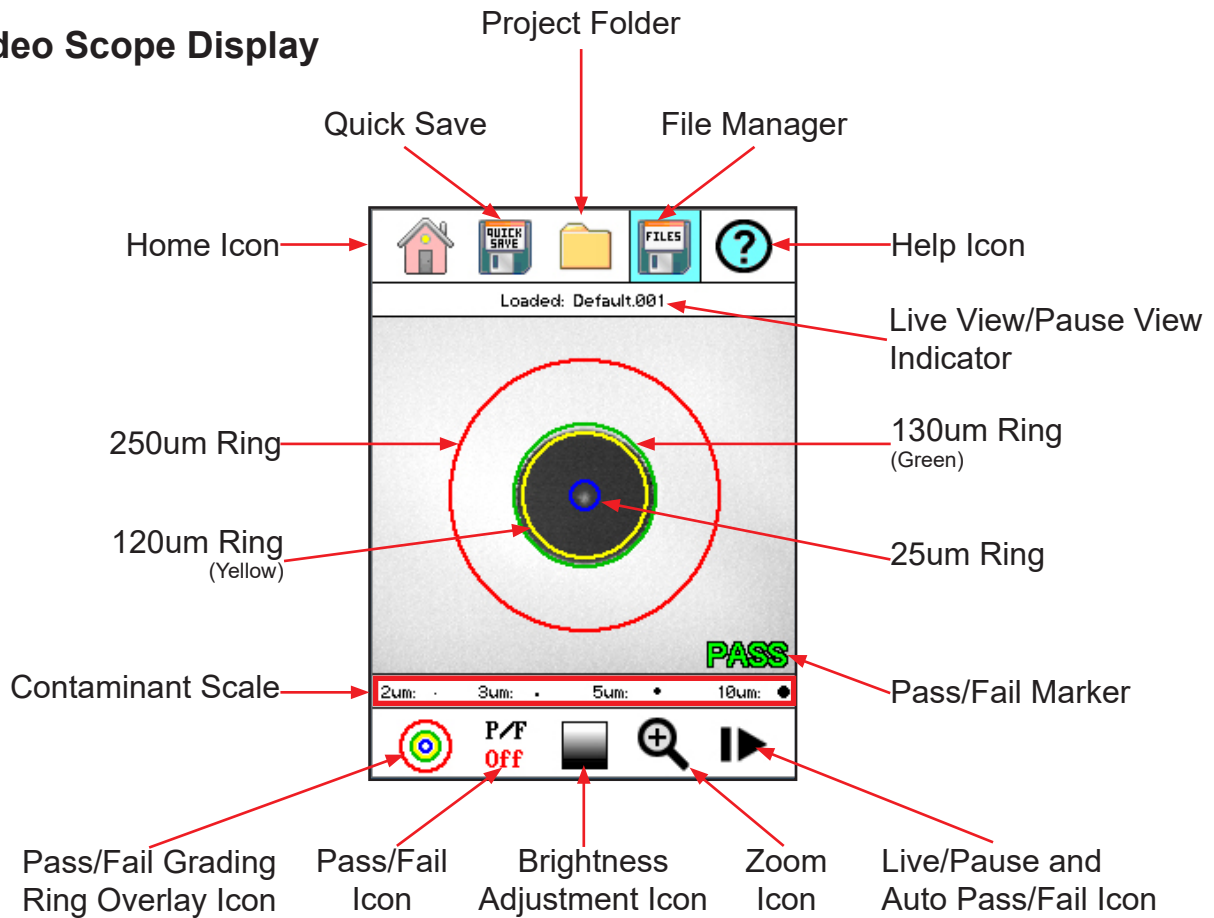 deo Scope Display
Project Folder
Quick Save
File Manager
Home Icon
QUICK
SAVE
FILES
?
Help Icon
Loaded: Default.001
Live View/Pause View
Indicator
250um Ring
130um Ring
(Green)
120um Ring
(Yellow)
25um Ring
PASS
Contaminant Scale
2um: 3um: 5um: 10um:
Pass/Fail Marker
P/F
Off
Pass/Fail Grading
Ring Overlay Icon
Pass/Fail
Icon
Brightness
Adjustment Icon
Zoom
Icon
Live/Pause and
Auto Pass/Fail Icon